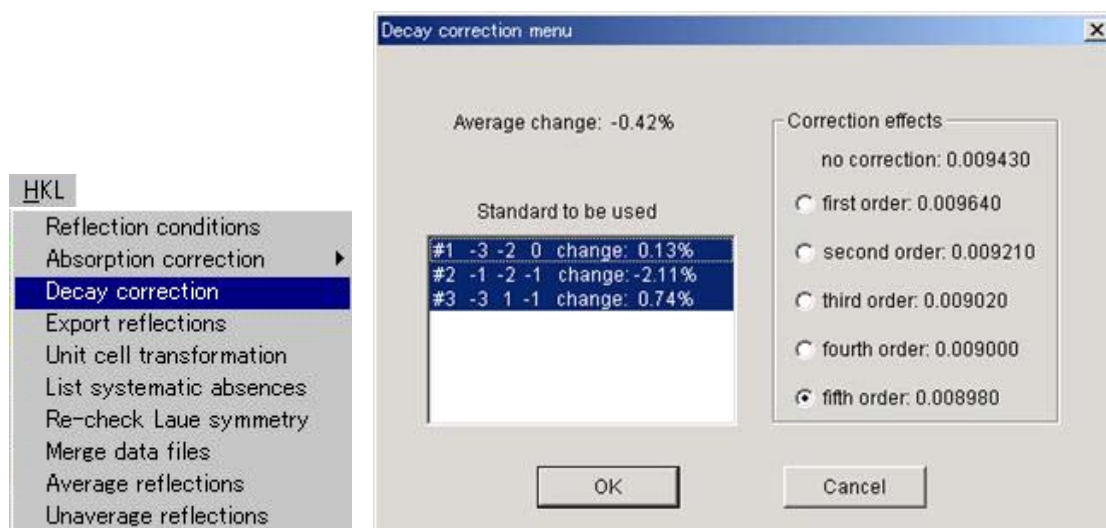 HKL
Reflection conditions
Absorption correction
Decay correction
Export reflections
Unit cell transformation
List systematic absences
Re-check Laue symmetry
Merge data files
Average reflections
Unaverage reflections
Decay correction menu
Average change: -0.42%
Standard to be used
#1 -3 -2 0 change: 0.13%
#2 -1 -2 -1 change:-2.11%
#3 -3 1 -1 change: 0.74%
Correction effects
no correction: 0.009430
first order: 0.009640
second order: 0.009210
third order: 0.009020
fourth order: 0.009000
fifth order: 0.008980
OK
Cancel